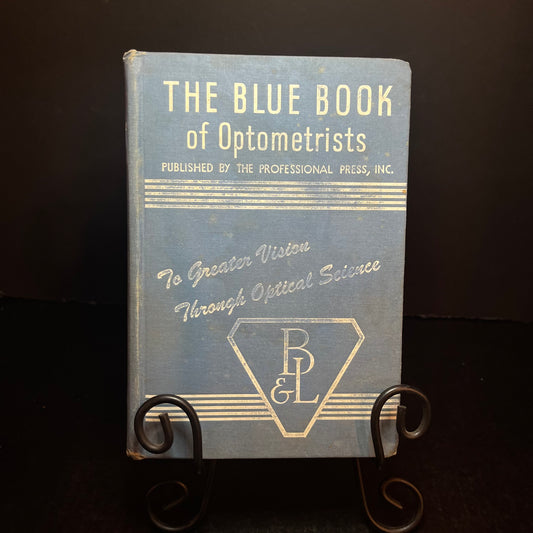 THE BLUE BOOK
of Optometrists
PUBLISHED BY THE PROFESSIONAL PRESS, INC.
To Greater Vision
Through Optical Science
B
&L